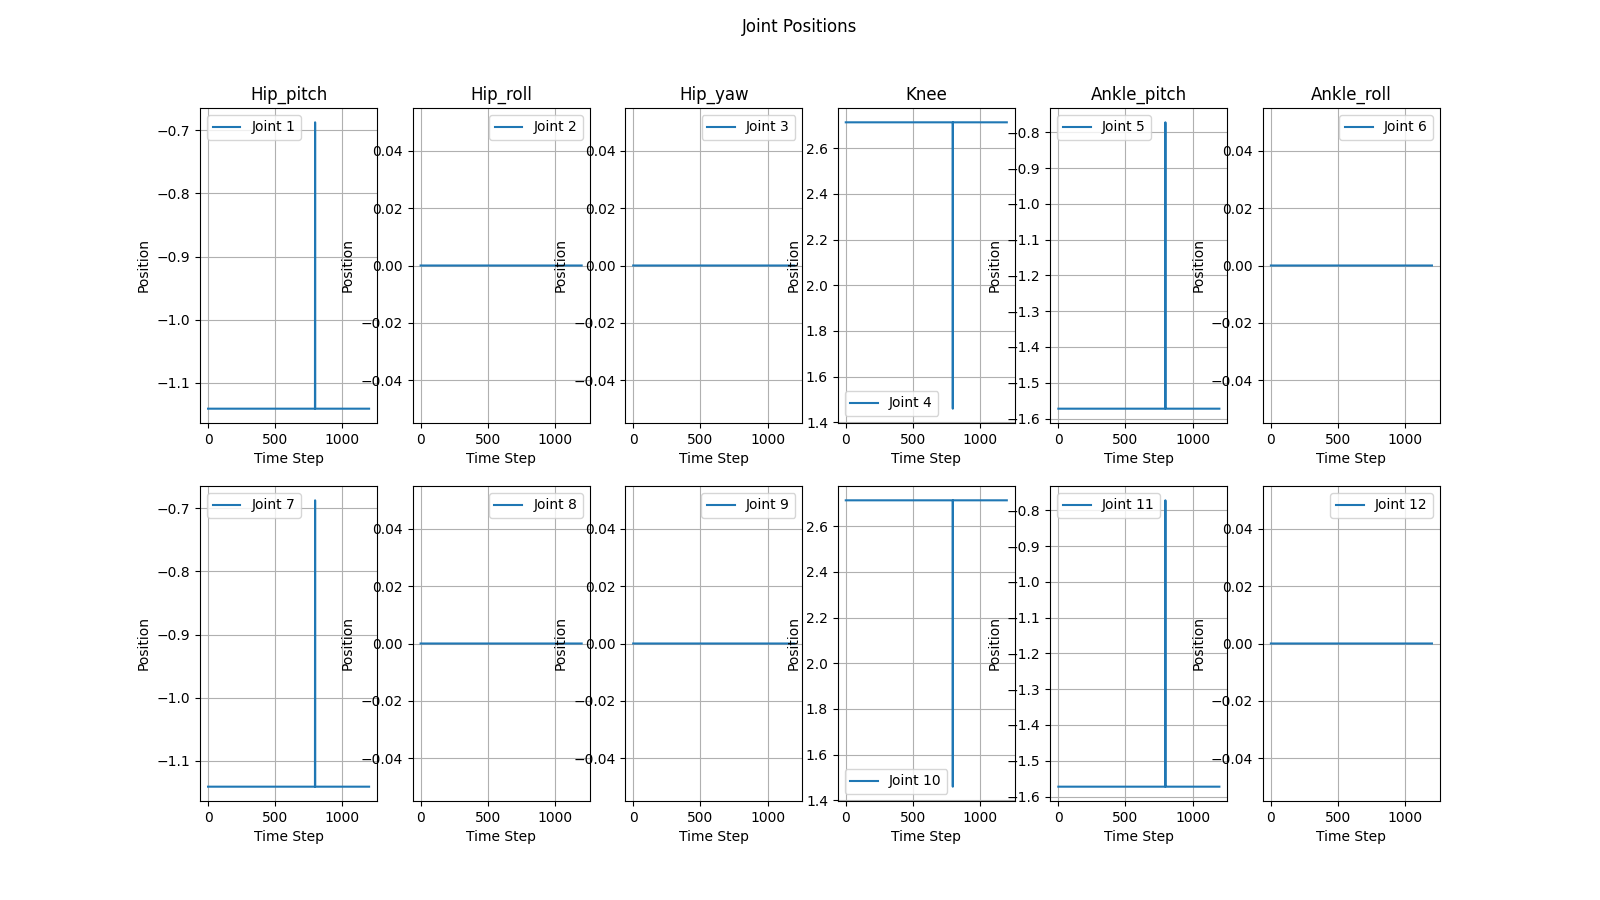 Joint Positions
Hip_pitch
Hip_roll
Hip_yaw
Knee
Ankle_pitch
Ankle_roll
Joint 1
−0.7
−0.8
−0.9
−1.0
−1.1
Position
0
500
1000
Time Step
Joint 2
0.04
0.02
0.00
−0.02
−0.04
Position
0
500
1000
Time Step
Joint 3
0.04
0.02
0.00
−0.02
−0.04
Position
0
500
1000
Time Step
Joint 4
2.6
2.4
2.2
2.0
1.8
1.6
1.4
Position
0
500
1000
Time Step
Joint 5
−0.8
−0.9
−1.0
−1.1
−1.2
−1.3
−1.4
−1.5
−1.6
Position
0
500
1000
Time Step
Joint 6
0.04
0.02
0.00
−0.02
−0.04
Position
0
500
1000
Time Step
Joint 7
−0.7
−0.8
−0.9
−1.0
−1.1
Position
0
500
1000
Time Step
Joint 8
0.04
0.02
0.00
−0.02
−0.04
Position
0
500
1000
Time Step
Joint 9
0.04
0.02
0.00
−0.02
−0.04
Position
0
500
1000
Time Step
Joint 10
2.6
2.4
2.2
2.0
1.8
1.6
1.4
Position
0
500
1000
Time Step
Joint 11
−0.8
−0.9
−1.0
−1.1
−1.2
−1.3
−1.4
−1.5
−1.6
Position
0
500
1000
Time Step
Joint 12
0.04
0.02
0.00
−0.02
−0.04
Position
0
500
1000
Time Step